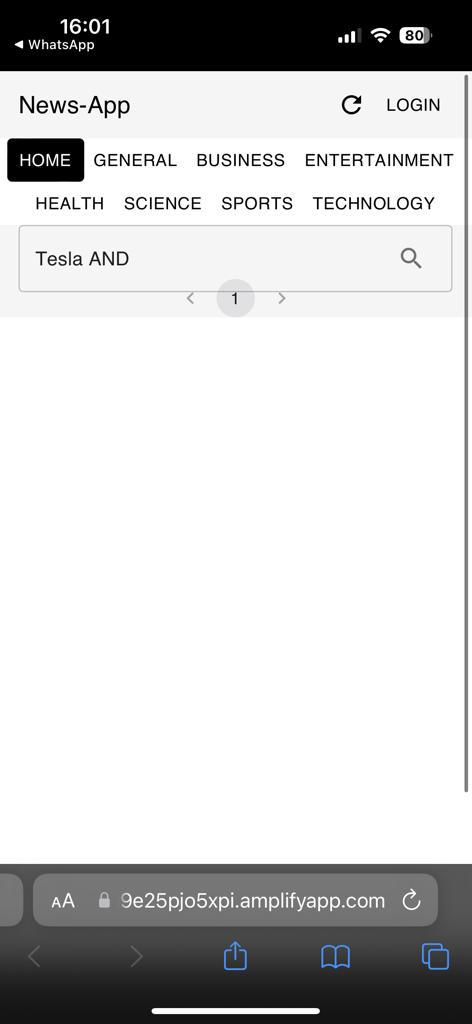 16:01
80
◀ WhatsApp
News-App
LOGIN
HOME GENERAL BUSINESS ENTERTAINMENT
HEALTH SCIENCE SPORTS TECHNOLOGY
Tesla AND
< 1 >
AA 9e25pjo5xpi.amplifyapp.com